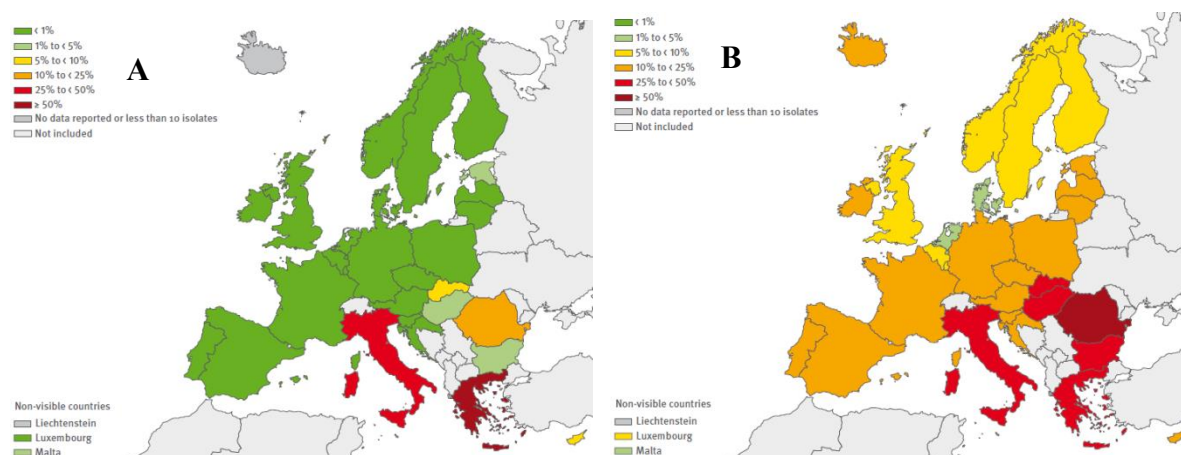 < 1%
1% to < 5%
5% to < 10%
10% to < 25%
25% to < 50%
≥ 50%
No data reported or less than 10 isolates
Not included
A
Non-visible countries
Liechtenstein
Luxembourg
Malta
< 1%
1% to < 5%
5% to < 10%
10% to < 25%
25% to < 50%
≥ 50%
No data reported or less than 10 isolates
Not included
B
Non-visible countries
Liechtenstein
Luxembourg
Malta